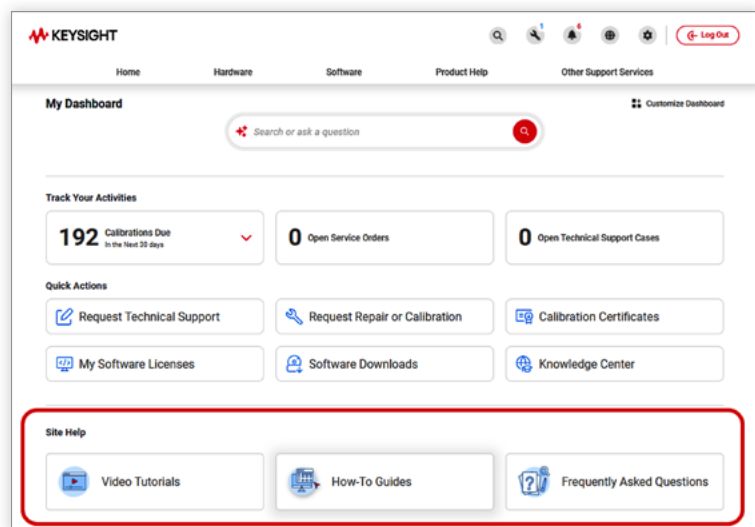 KEYSIGHT
1
6
Log Out
Home Hardware Software Product Help Other Support Services
My Dashboard
Customize Dashboard
Search or ask a question
Track Your Activities
192 Calibrations Due
In the Next 30 days
0 Open Service Orders
0 Open Technical Support Cases
Quick Actions
Request Technical Support
Request Repair or Calibration
Calibration Certificates
My Software Licenses
Software Downloads
Knowledge Center
Site Help
Video Tutorials
How-To Guides
Frequently Asked Questions